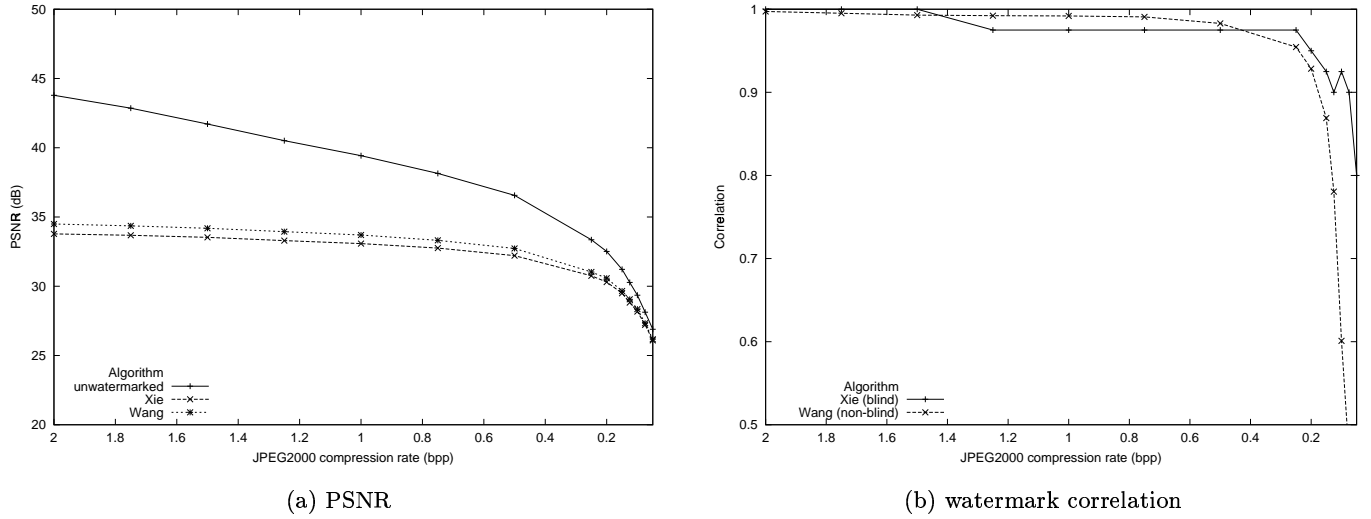 50
45
40
35
30
25
20
PSNR (dB)
Algorithm
unwatermarked
Xie
Wang
2 1.8 1.6 1.4 1.2 1 0.8 0.6 0.4 0.2
JPEG2000 compression rate (bpp)
(a) PSNR
1
0.9
0.8
0.7
0.6
0.5
Correlation
Algorithm
Xie (blind)
Wang (non-blind)
2 1.8 1.6 1.4 1.2 1 0.8 0.6 0.4 0.2
JPEG2000 compression rate (bpp)
(b) watermark correlation